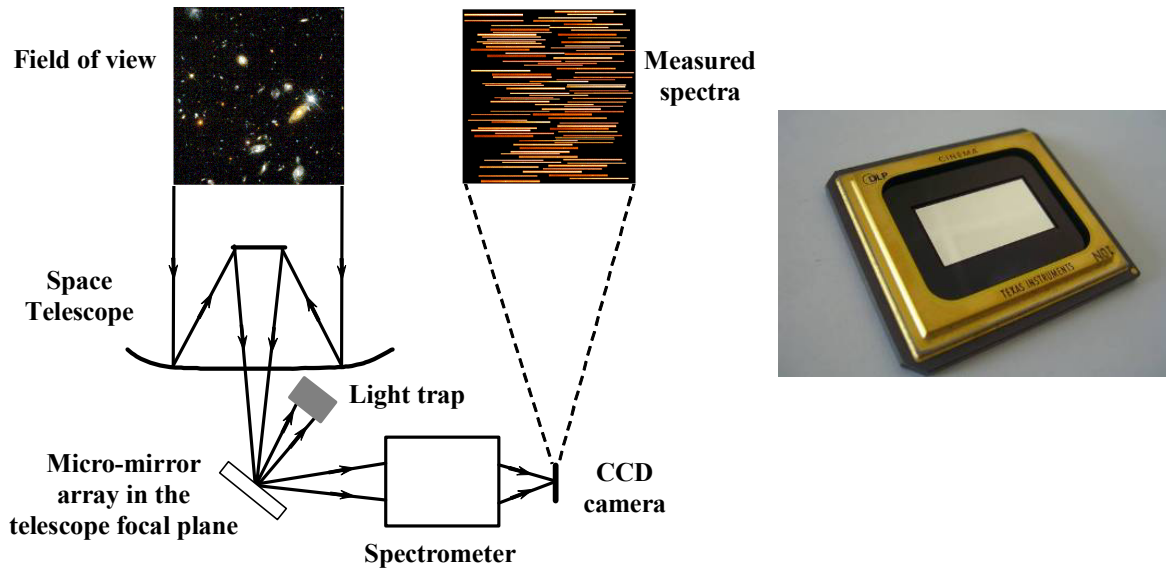 Field of view
Measured
spectra
Space
Telescope
Light trap
Micro-mirror
array in the
telescope focal plane
CCD
camera
Spectrometer
CINEMA
DLP
TEXAS INSTRUMENTS